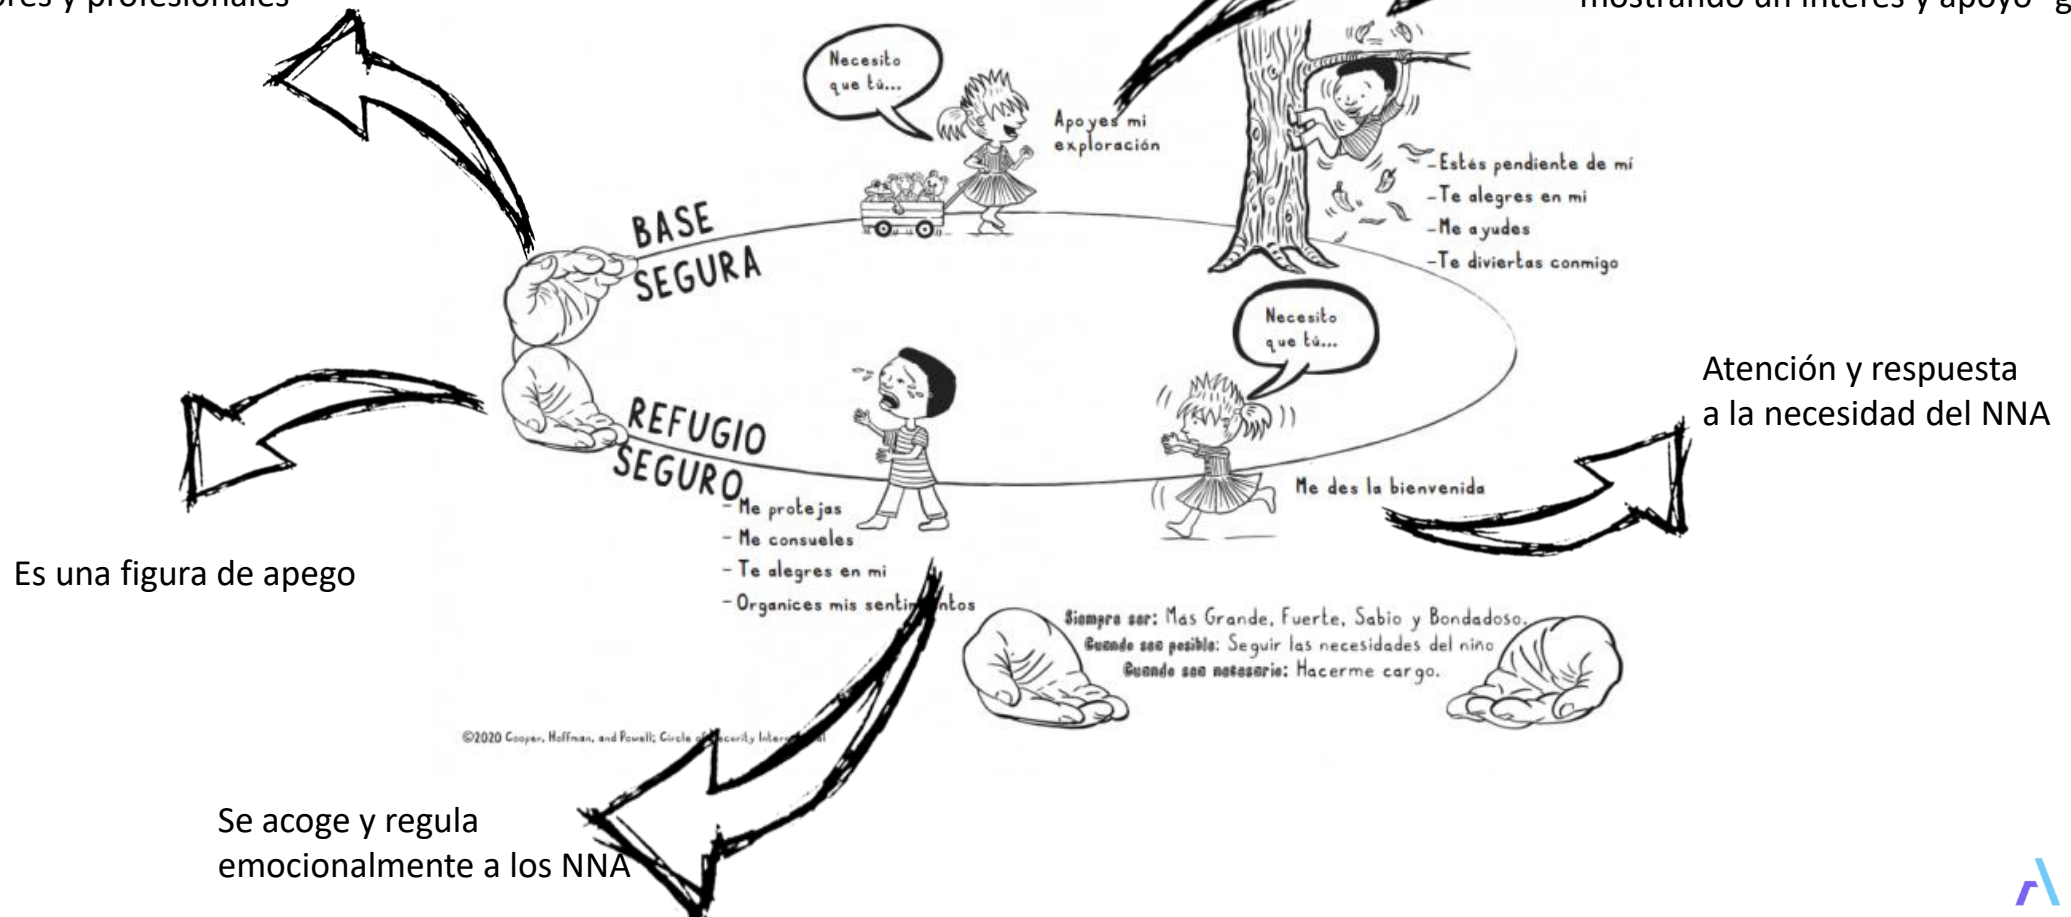 y profesionales
mostrando un interés y apoyo
Necesito
que tú...
Apoyes mi
exploración
-Estés pendiente de mí
-Te alegres en mi
-Me ayudes
-Te diviertas conmigo
BASE
SEGURA
Necesito
que tú...
Atención y respuesta
a la necesidad del NNA
REFUGIO
SEGURO
Me des la bienvenida
- Me protejas
- Me consueles
- Te alegres en mi
- Organices mis sentimientos
Es una figura de apego
Siempre ser: Mas Grande, Fuerte, Sabio y Bondadoso.
Cuando sea posible: Seguir las necesidades del niño
Cuando sea necesario: Hacerme cargo.
©2020 Cooper, Hoffman, and Powell; Circle of Security
Se acoge y regula
emocionalmente a los NNA